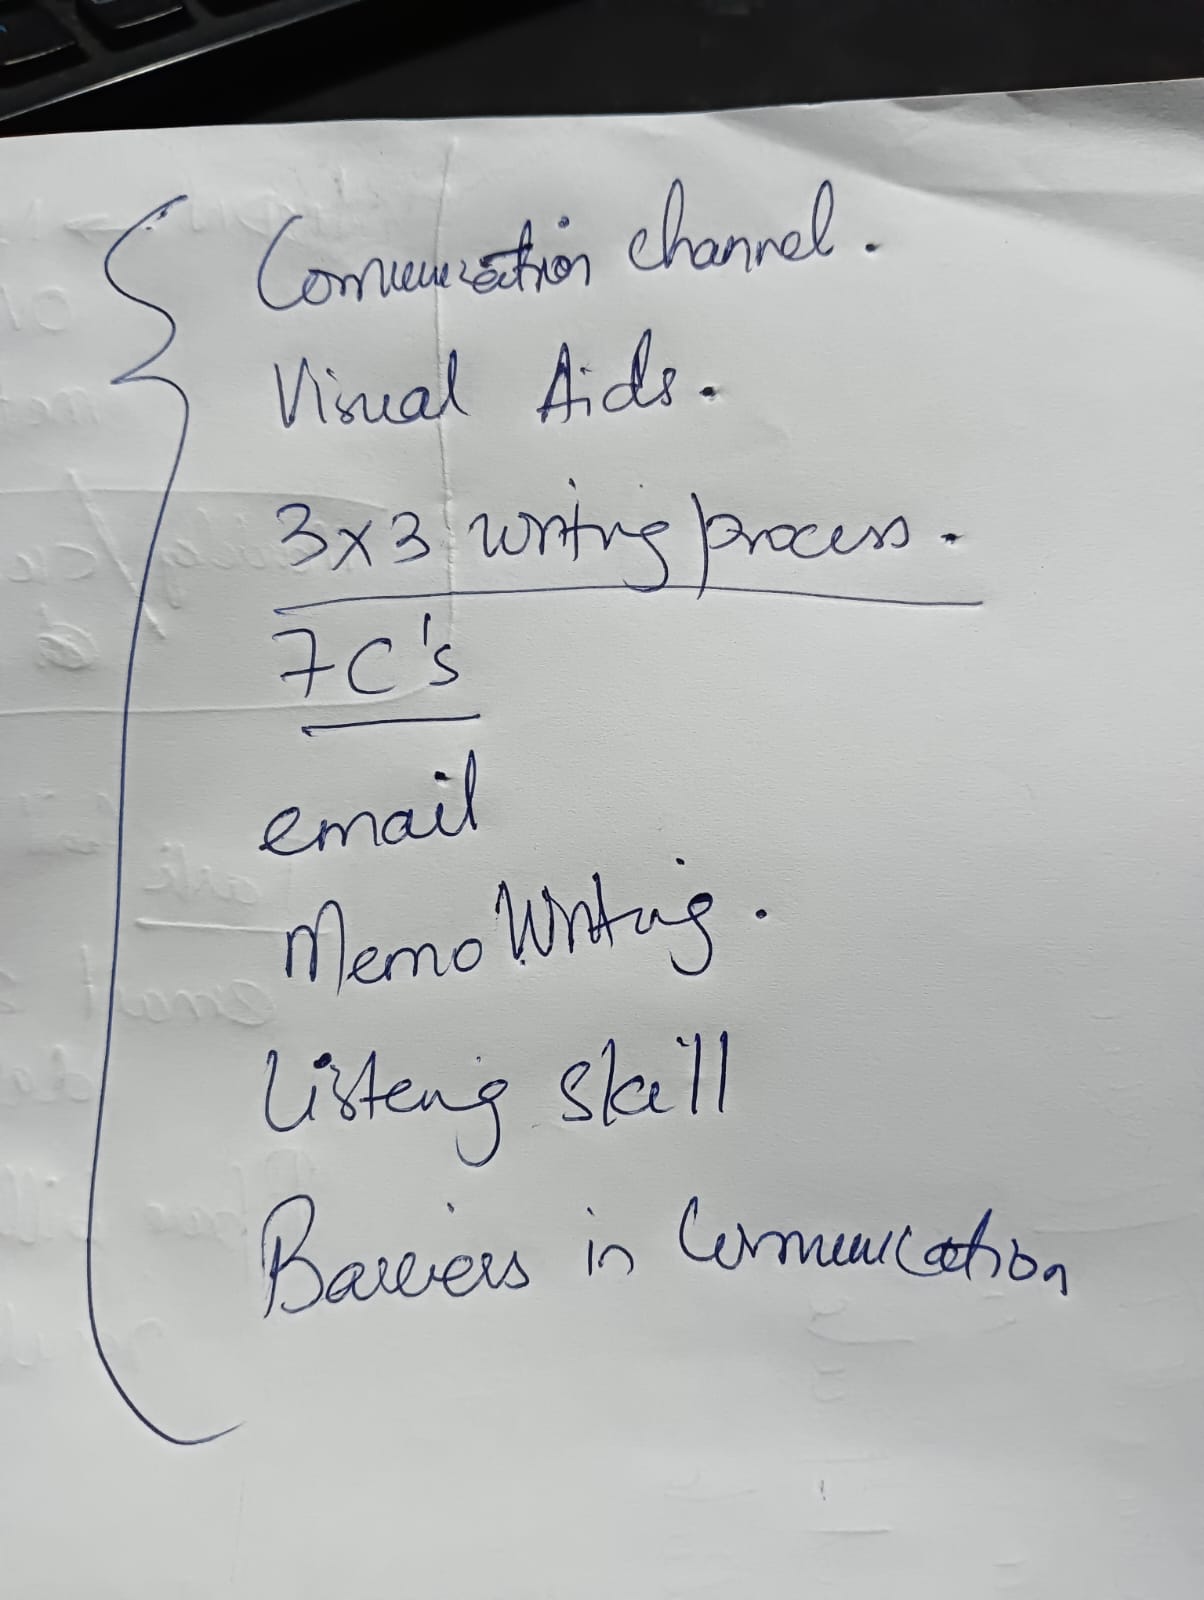 Communication channel.
Visual Aids.
3x3 writing process.
7C's
email
Memo Writing.
Listeng skill
Barriers in Communication